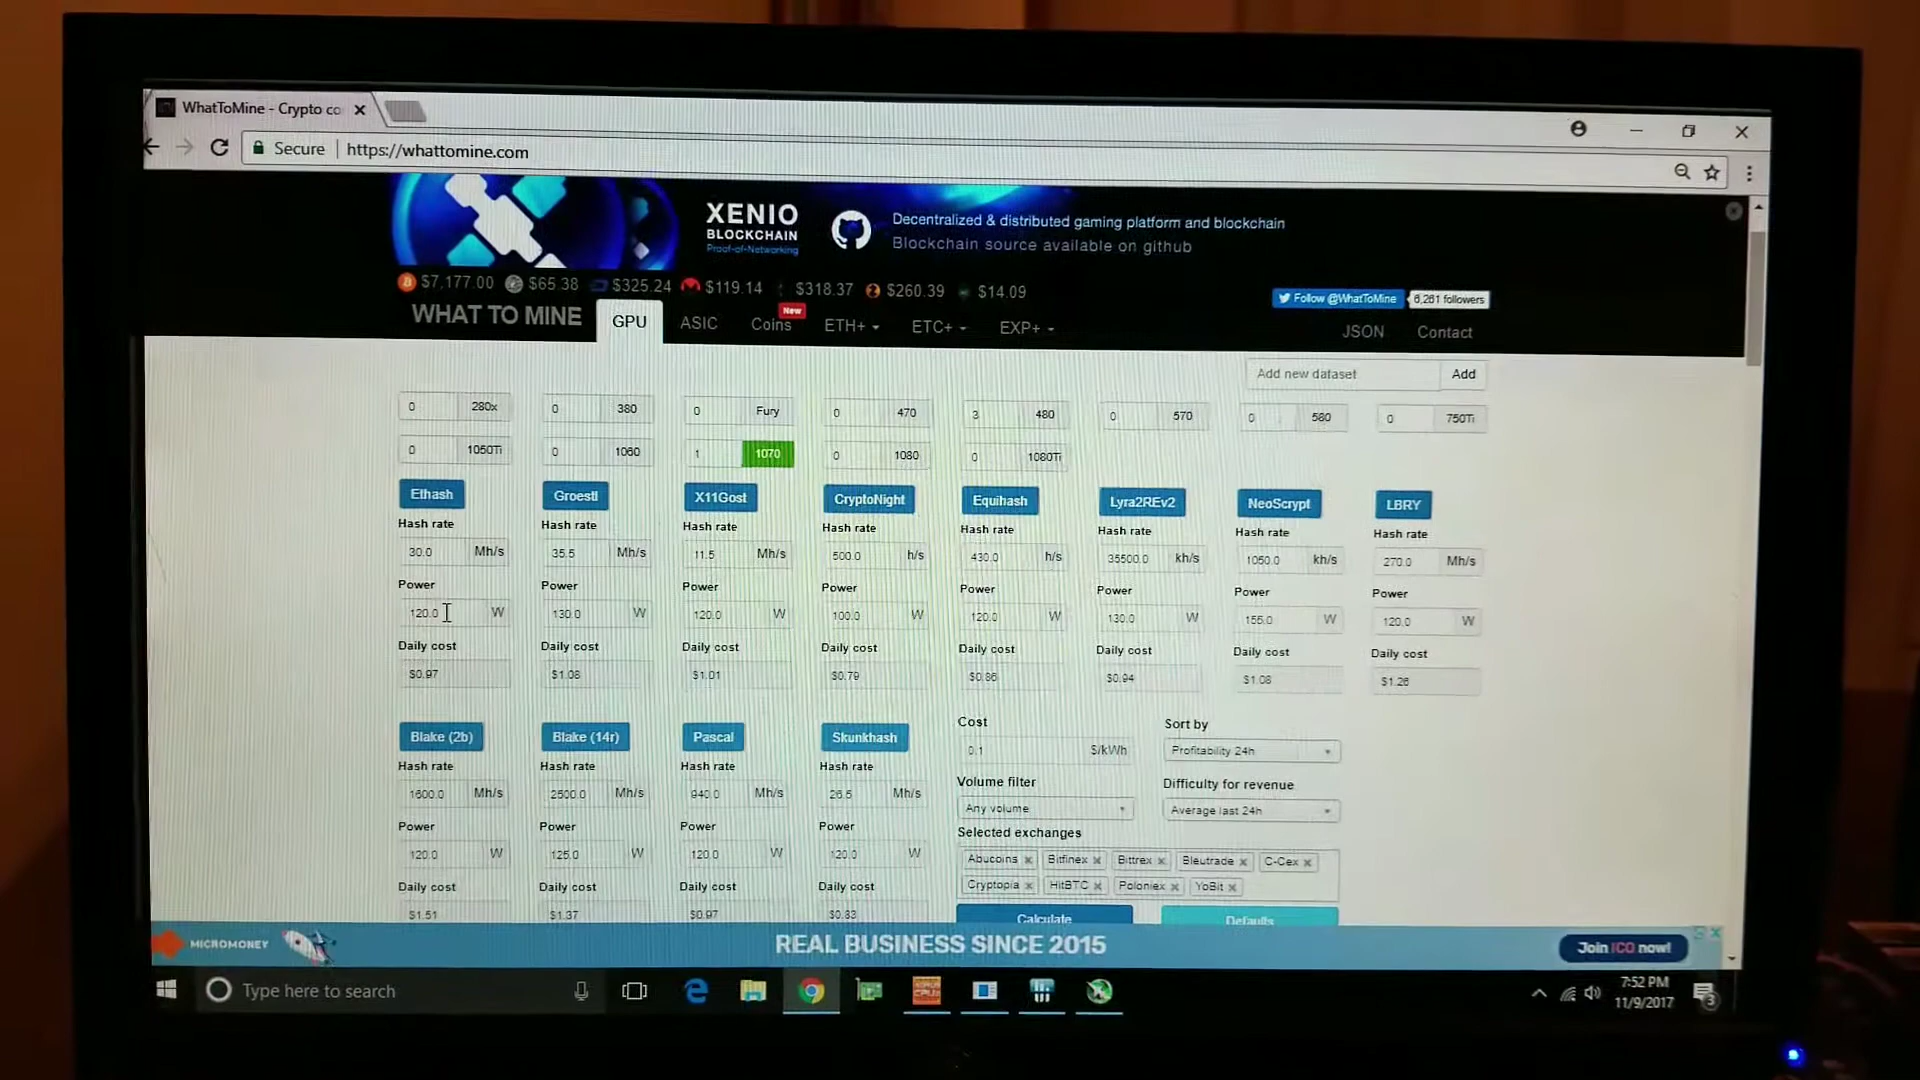 WhatToMine - Crypto co
Secure | https://whattomine.com
XENIO
BLOCKCHAIN
Proof-of-Networking
Decentralized & distributed gaming platform and blockchain
Blockchain source available on github
$7,177.00 $65.38 $325.24 $119.14 $318.37 $260.39 $14.09
Follow @WhatToMine 6,261 followers
WHAT TO MINE GPU ASIC Coins New ETH+ ETC+ EXP+ JSON Contact
Add new dataset Add
0 280x 0 380 0 Fury 0 470 3 480 0 570 0 580 0 750Ti
0 1050Ti 0 1060 1 1070 0 1080 0 1080Ti
Ethash Groestl X11Gost CryptoNight Equihash Lyra2REv2 NeoScrypt LBRY
Hash rate Hash rate Hash rate Hash rate Hash rate Hash rate Hash rate Hash rate
30.0 Mh/s 35.5 Mh/s 11.5 Mh/s 500.0 h/s 430.0 h/s 35500.0 kh/s 1050.0 kh/s 270.0 Mh/s
Power Power Power Power Power Power Power Power
120.0 W 130.0 W 120.0 W 100.0 W 120.0 W 130.0 W 155.0 W 120.0 W
Daily cost Daily cost Daily cost Daily cost Daily cost Daily cost Daily cost Daily cost
$0.97 $1.08 $1.01 $0.79 $0.86 $0.94 $1.08 $1.26
Blake (2b) Blake (14r) Pascal Skunkhash
Hash rate Hash rate Hash rate Hash rate
1600.0 Mh/s 2500.0 Mh/s 940.0 Mh/s 26.5 Mh/s
Power Power Power Power
120.0 W 125.0 W 120.0 W 120.0 W
Daily cost Daily cost Daily cost Daily cost
$1.51 $1.37 $0.97 $0.83
Cost Sort by
0.1 $/kWh Profitability 24h
Volume filter Difficulty for revenue
Any volume Average last 24h
Selected exchanges
Abucoins Bitfinex Bittrex Bleutrade C-Cex
Cryptopia HitBTC Poloniex YoBit
Calculate Defaults
MICROMONEY REAL BUSINESS SINCE 2015 Join ICO now!
Type here to search
7:52 PM
11/9/2017
3